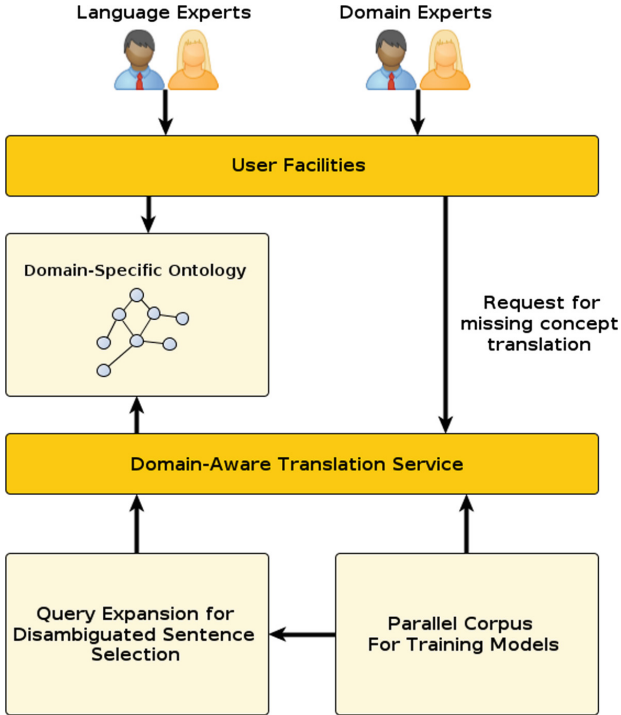 Language Experts
Domain Experts
User Facilities
Domain-Specific Ontology
Request for
missing concept
translation
Domain-Aware Translation Service
Query Expansion for
Disambiguated Sentence
Selection
Parallel Corpus
For Training Models